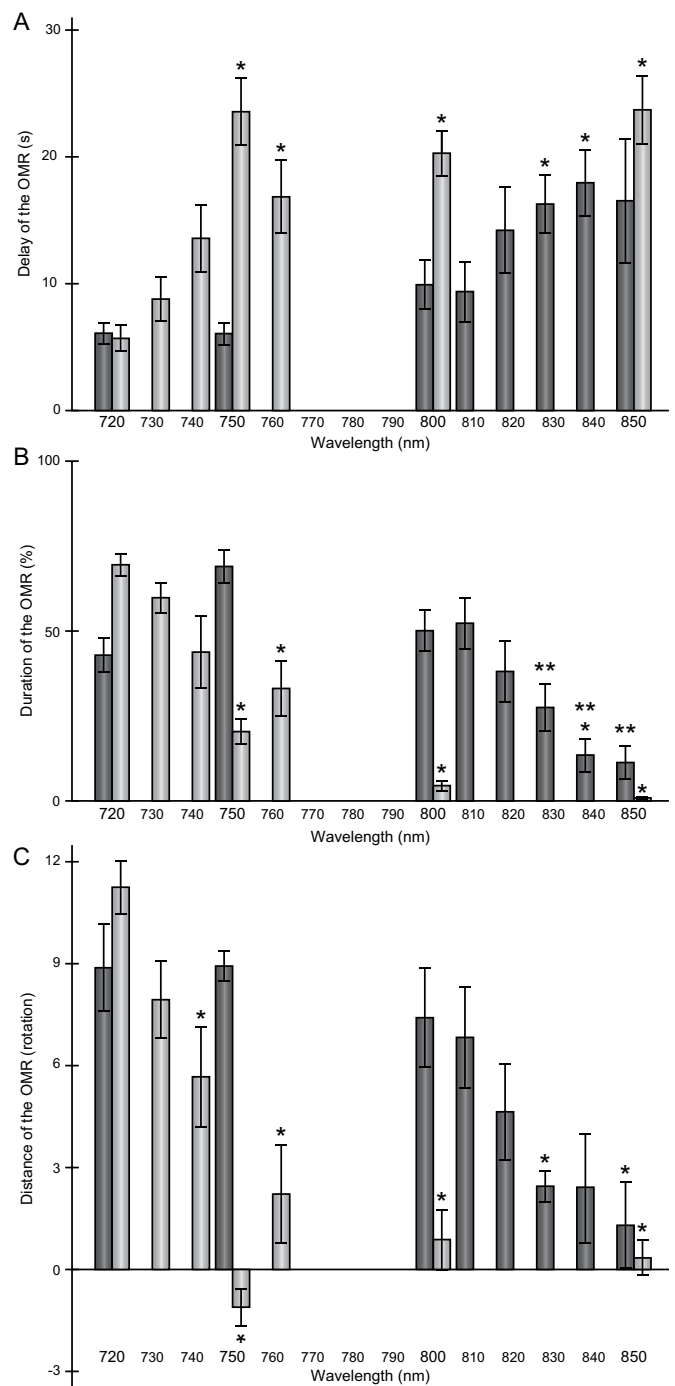 A
30
20
10
0
Delay of the OMR (s)
* * * * * *
720 730 740 750 760 770 780 790 800 810 820 830 840 850
Wavelength (nm)
B
100
50
0
Duration of the OMR (%)
* * * ** ** * ** *
720 730 740 750 760 770 780 790 800 810 820 830 840 850
Wavelength (nm)
C
12
9
6
3
0
-3
Distance of the OMR (rotation)
* * * * * * *
720 730 740 750 760 770 780 790 800 810 820 830 840 850
Wavelength (nm)